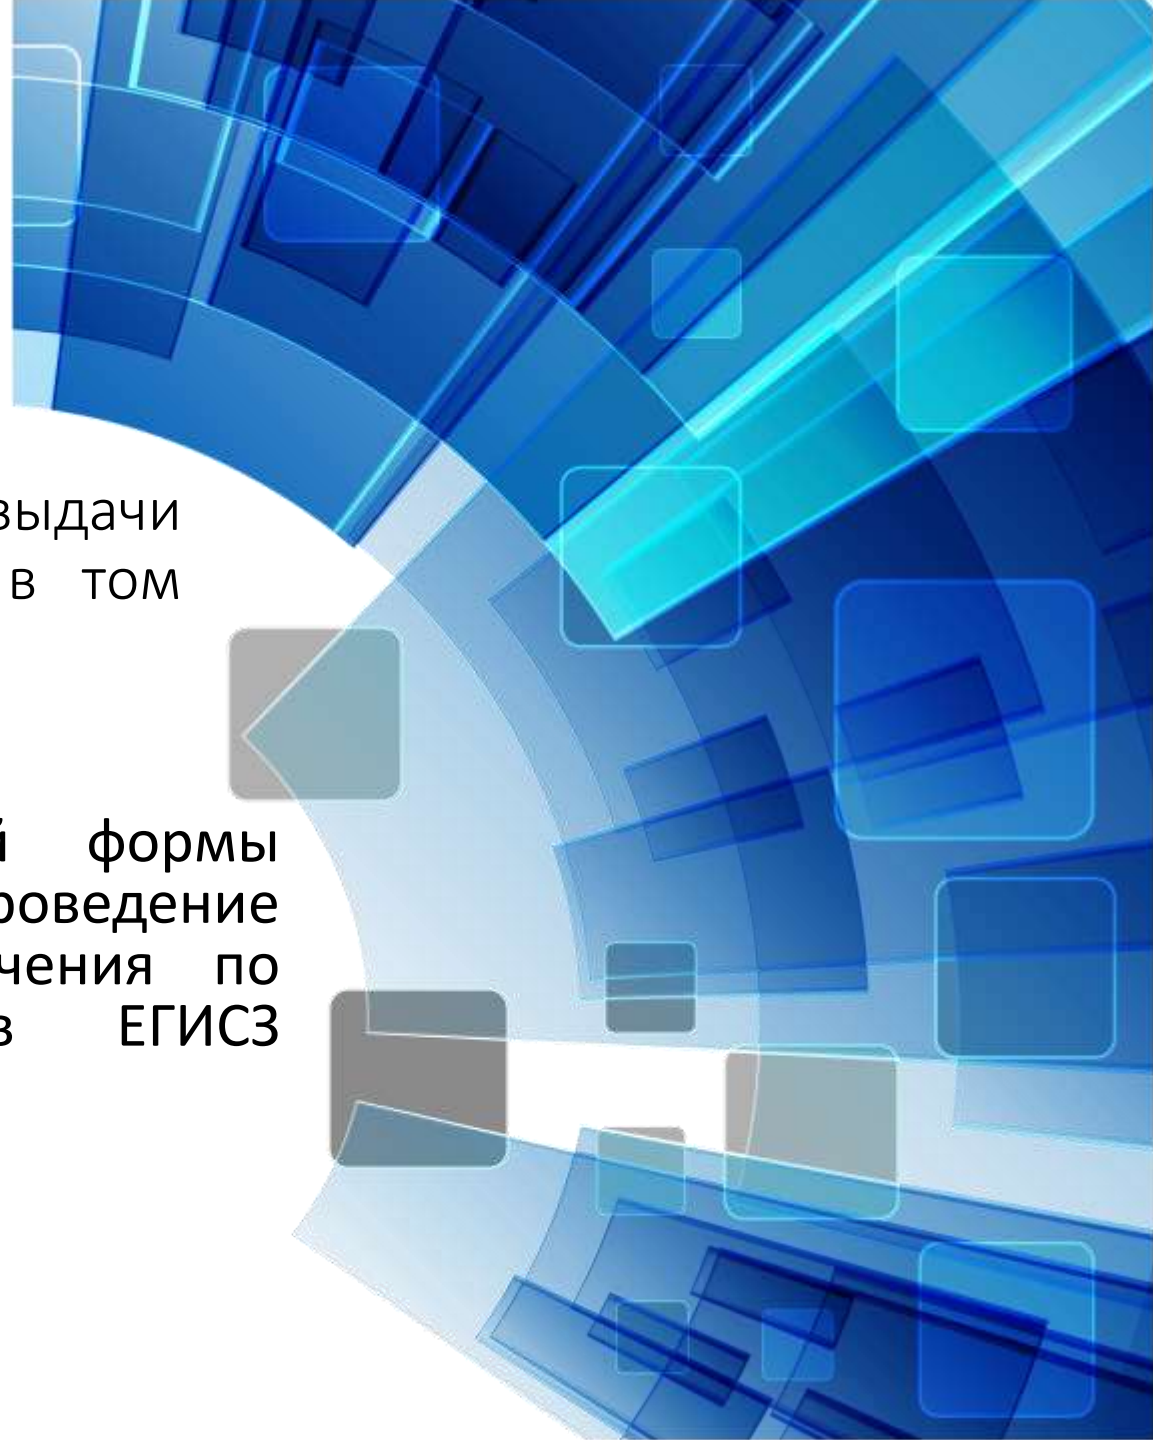 выдачи
в том
й формы
роведение
чения по
в ЕГИСЗ